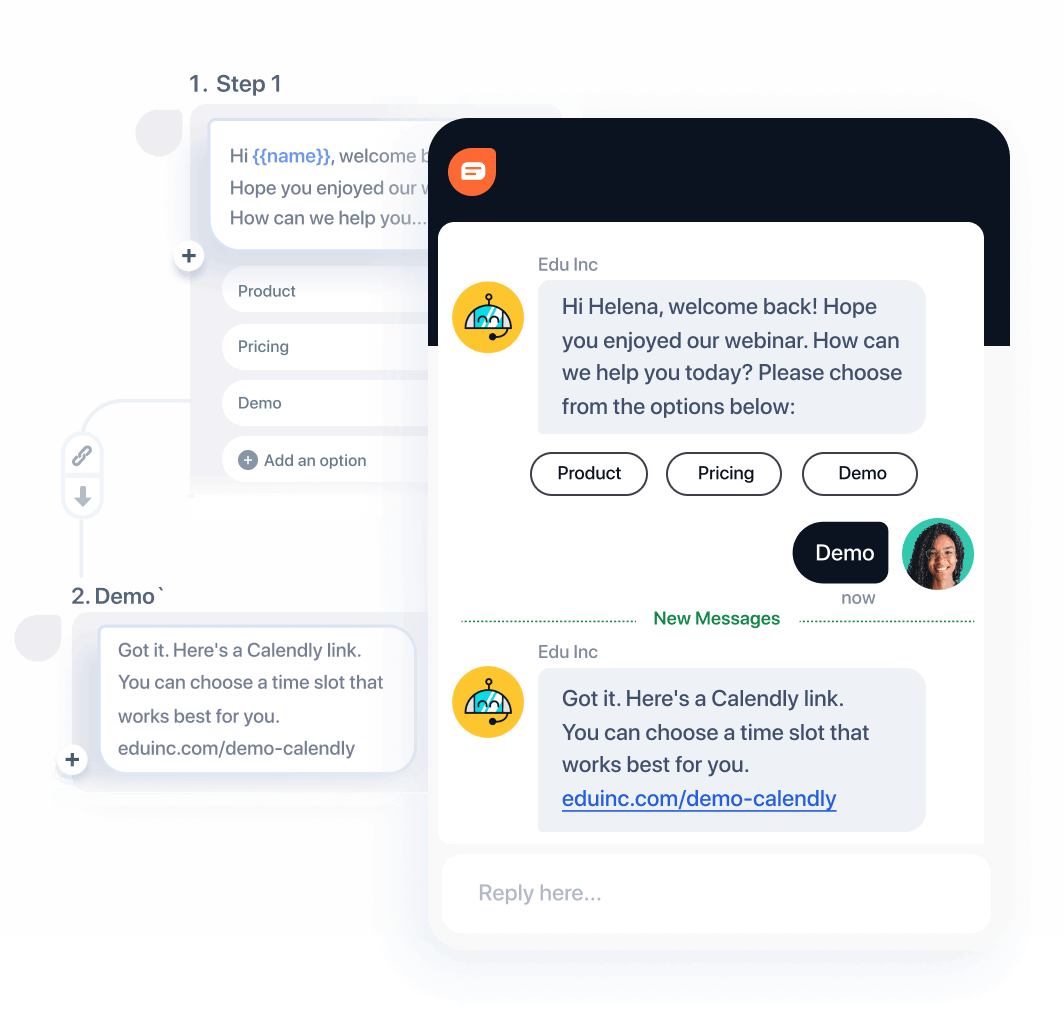 1. Step 1
Hi {{name}}, welcome
Hope you enjoyed our
How can we help you...
Product
Pricing
Demo
Add an option
2. Demo`
Got it. Here's a Calendly link.
You can choose a time slot that
works best for you.
eduinc.com/demo-calendly
Edu Inc
Hi Helena, welcome back! Hope
you enjoyed our webinar. How can
we help you today? Please choose
from the options below:
Product Pricing Demo
Demo
now
New Messages
Edu Inc
Got it. Here's a Calendly link.
You can choose a time slot that
works best for you.
eduinc.com/demo-calendly
Reply here...